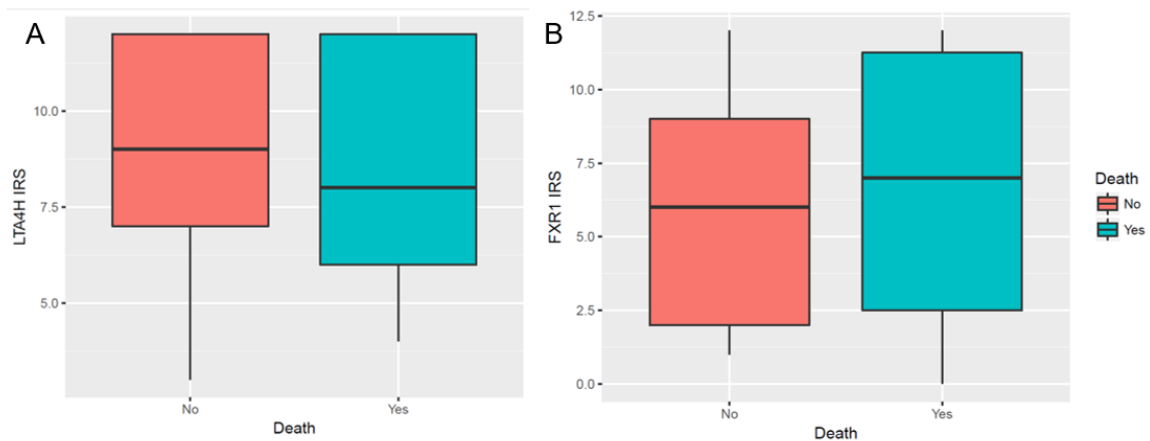 A
LTA4H IRS
10.0
7.5
5.0
No
Yes
Death
B
FXR1 IRS
12.5
10.0
7.5
5.0
2.5
0.0
No
Yes
Death
Death
No
Yes